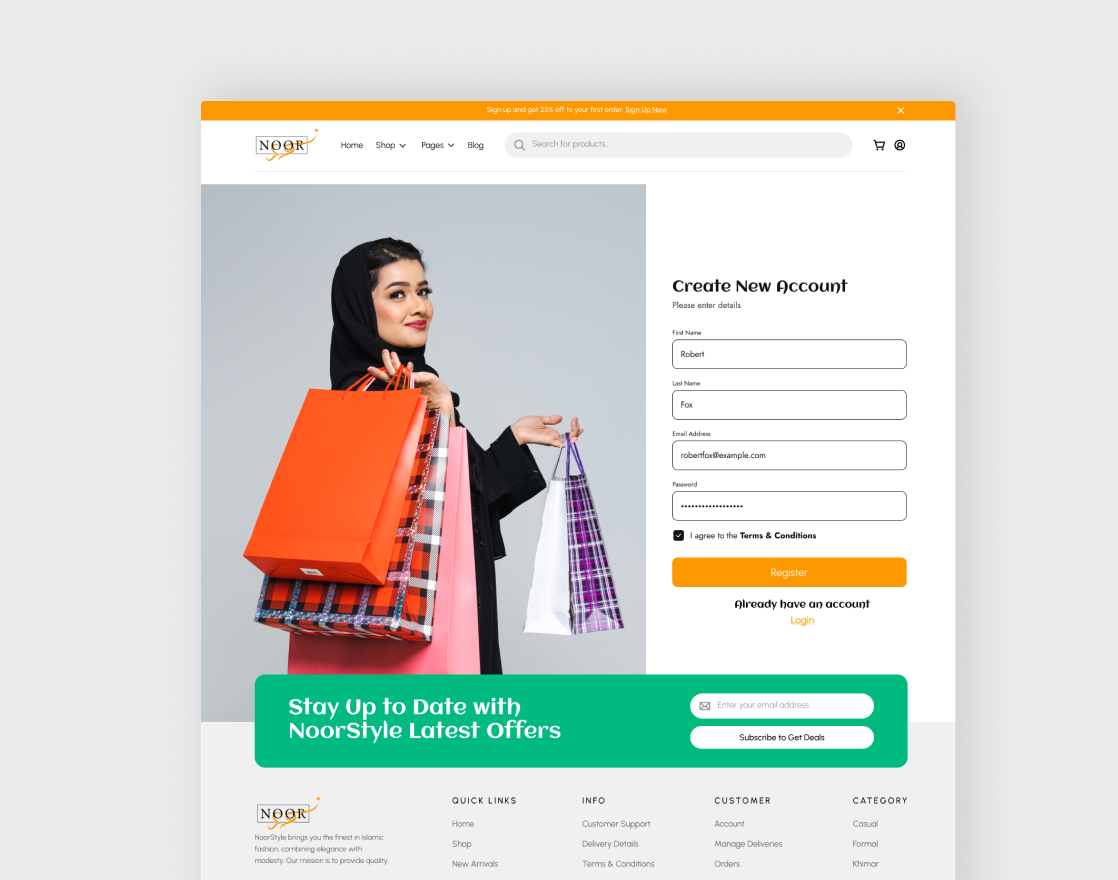 Sign up and get 25% off to your first order. Sign Up Now
NOOR
Home
Shop
Pages
Blog
Search for products...
Create New Account
Please enter details
First Name
Robert
Last Name
Fox
Email Address
robertfox@example.com
Password
I agree to the Terms & Conditions
Register
Already have an account
Login
Stay Up to Date with
NoorStyle Latest Offers
Enter your email address
Subscribe to Get Deals
NOOR
NoorStyle brings you the finest in Islamic
fashion, combining elegance with
modesty. Our mission is to provide quality.
QUICK LINKS
Home
Shop
New Arrivals
INFO
Customer Support
Delivery Details
Terms & Conditions
CUSTOMER
Account
Manage Deliveries
Orders
CATEGORY
Casual
Formal
Khimar